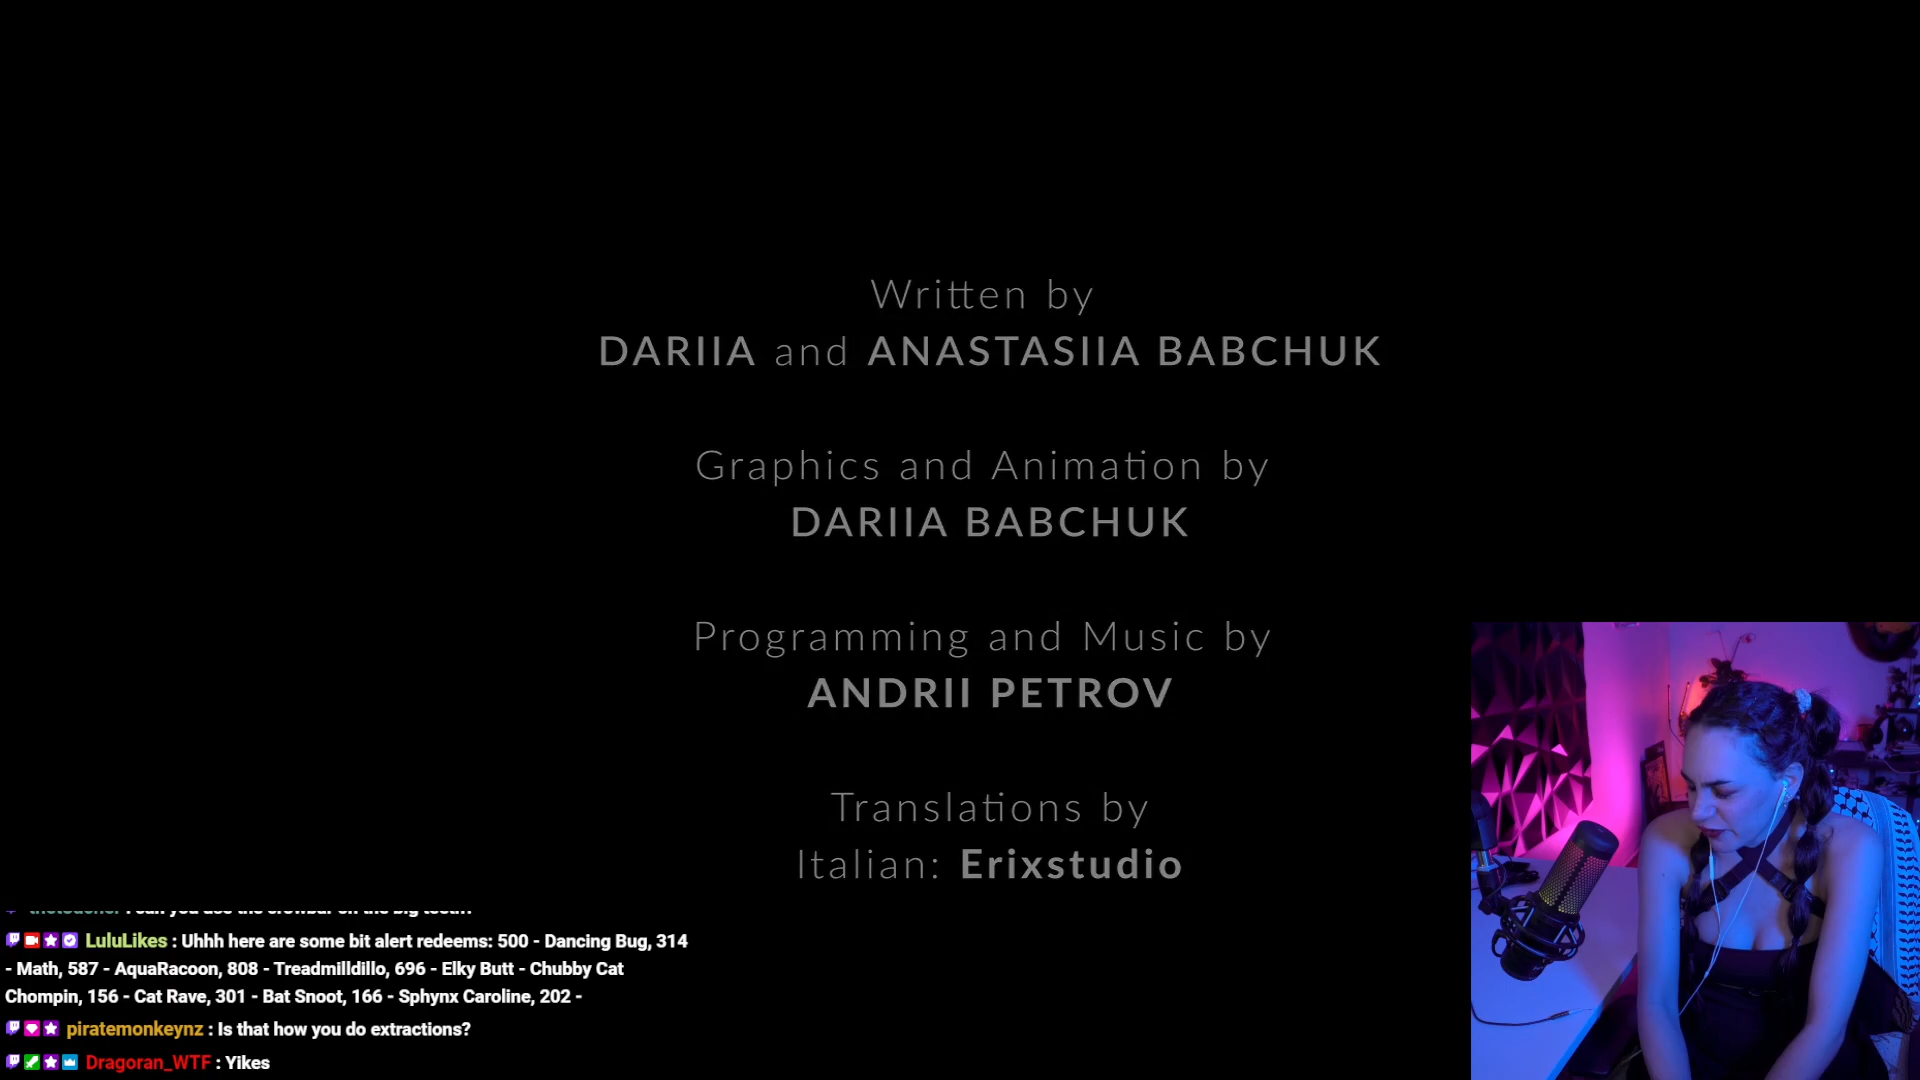 Written by
DARIIA and ANASTASIIA BABCHUK
Graphics and Animation by
DARIIA BABCHUK
Programming and Music by
ANDRII PETROV
Translations by
Italian: Erixstudio
LuluLikes : Uhhh here are some bit alert redeems: 500 - Dancing Bug, 314
- Math, 587 - AquaRacoon, 808 - Treadmilldillo, 696 - Elky Butt - Chubby Cat
Chompin, 156 - Cat Rave, 301 - Bat Snoot, 166 - Sphynx Caroline, 202 -
piratemonkeynz : Is that how you do extractions?
Dragoran_WTF : Yikes